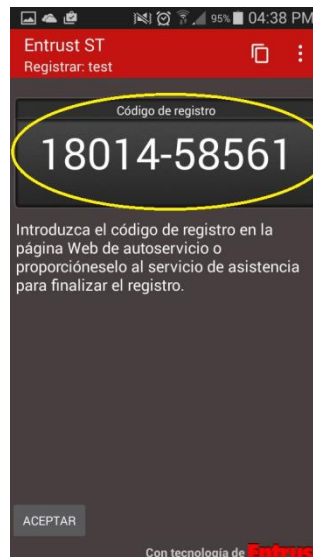 95% 04:38 PM
Entrust ST
Registrar: test
Código de registro
18014-58561
Introduzca el código de registro en la
página Web de autoservicio o
proporcióneselo al servicio de asistencia
para finalizar el registro.
ACEPTAR
Con tecnología de Entrus